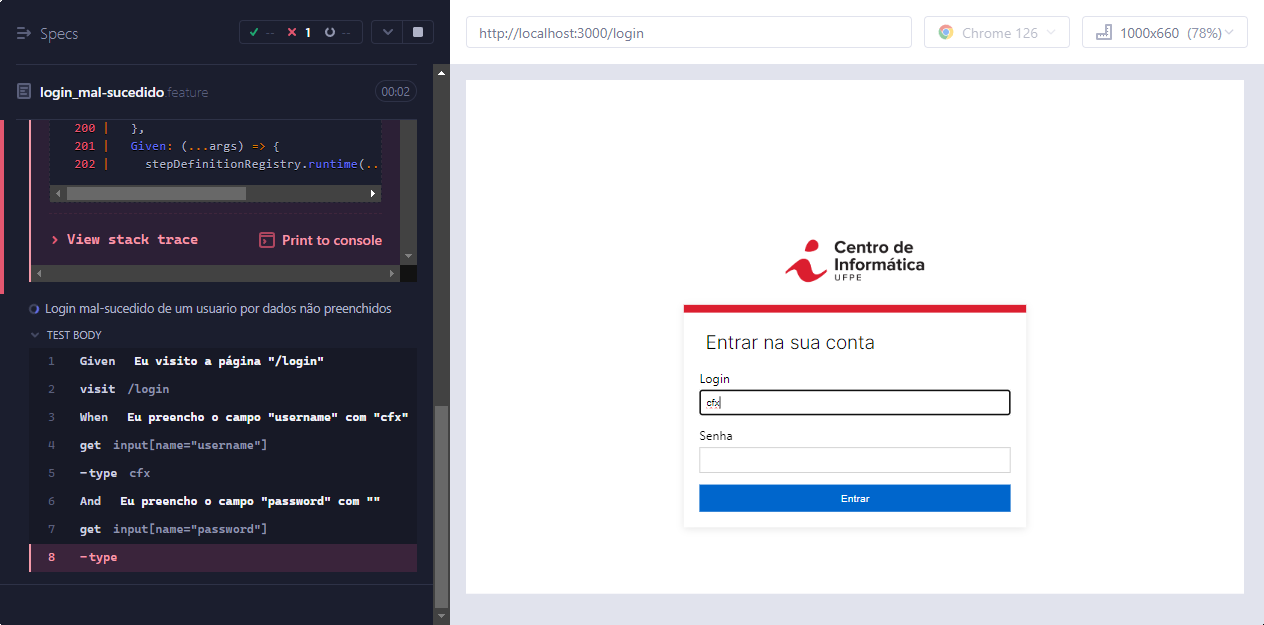 Specs
-- 1 --
login_mal-sucedido.feature 00:02
200 | },
201 | Given: (...args) => {
202 | stepDefinitionRegistry.runtime(..
View stack trace
Print to console
Login mal-sucedido de um usuario por dados não preenchidos
TEST BODY
1 Given Eu visito a página "/login"
2 visit /login
3 When Eu preencho o campo "username" com "cfx"
4 get input[name="username"]
5 -type cfx
6 And Eu preencho o campo "password" com ""
7 get input[name="password"]
8 -type
http://localhost:3000/login
Chrome 126
1000x660 (78%)
Centro de
Informática
UFPE
Entrar na sua conta
Login
cfx
Senha
Entrar